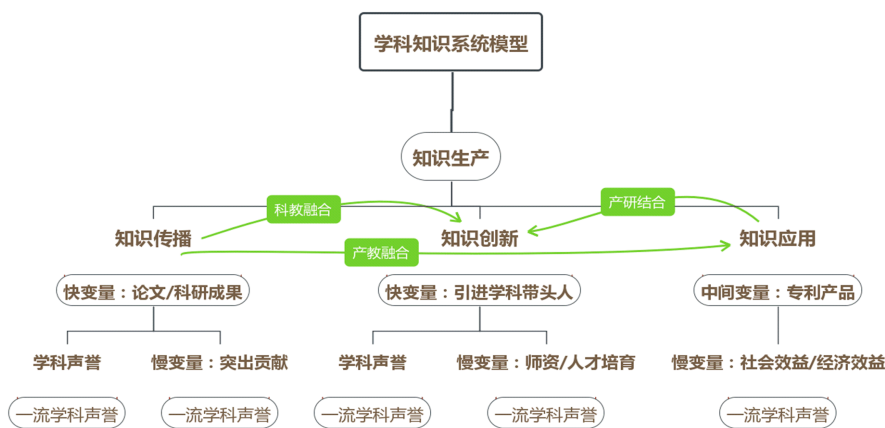 学科知识系统模型
知识生产
科教融合
产研结合
知识传播
知识创新
知识应用
产教融合
快变量：论文/科研成果
快变量：引进学科带头人
中间变量：专利产品
学科声誉
慢变量：突出贡献
学科声誉
慢变量：师资/人才培育
慢变量：社会效益/经济效益
一流学科声誉
一流学科声誉
一流学科声誉
一流学科声誉
一流学科声誉